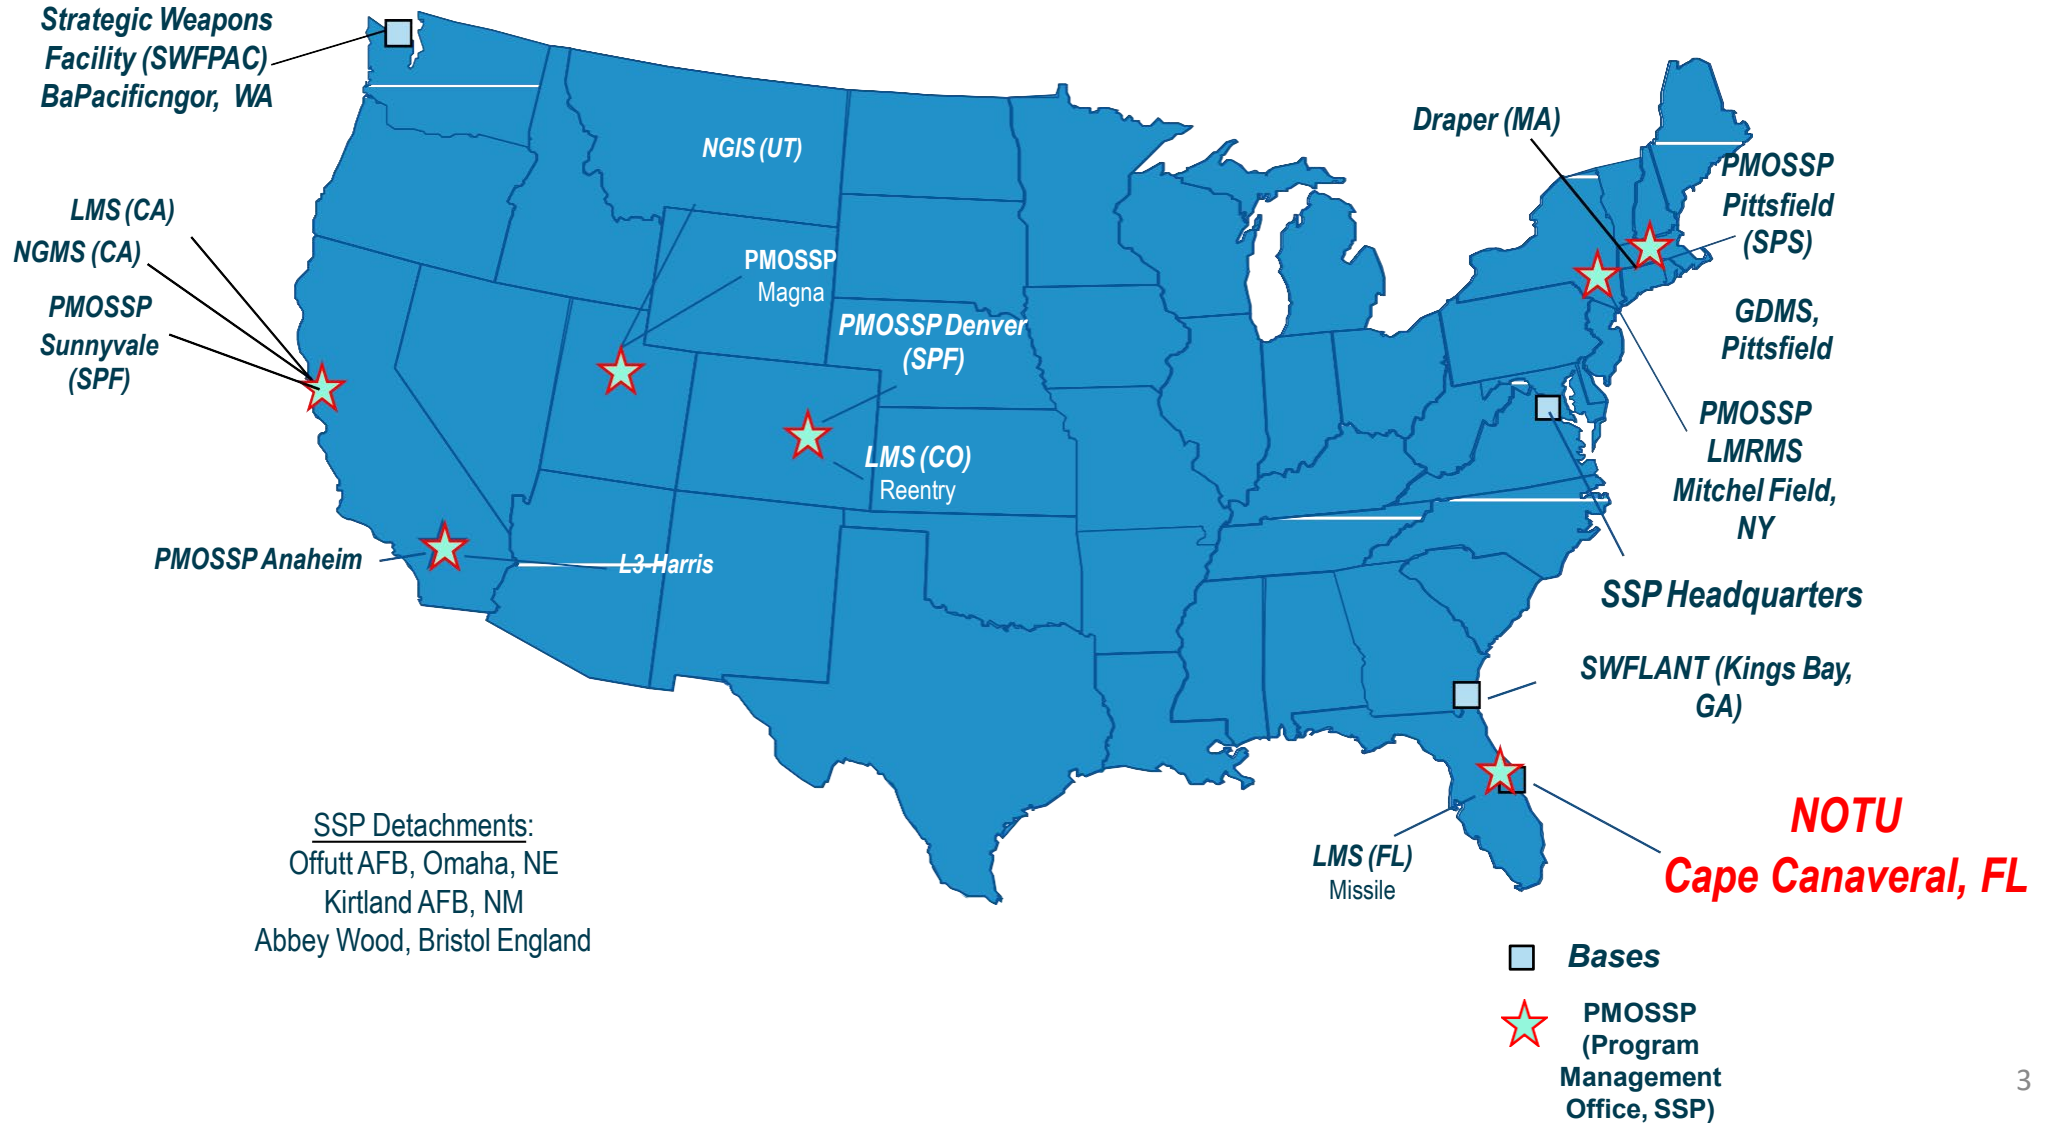 Strategic Weapons
Facility (SWFPAC)
BaPacificngor, WA
LMS (CA)
NGMS (CA)
PMOSSP
Sunnyvale
(SPF)
PMOSSP Anaheim
NGIS (UT)
PMOSSP
Magna
PMOSSP Denver
(SPF)
LMS (CO)
Reentry
L3-Harris
Draper (MA)
PMOSSP
Pittsfield
(SPS)
GDMS,
Pittsfield
PMOSSP
LMRMS
Mitchel Field,
NY
SSP Headquarters
SWFLANT (Kings Bay,
GA)
NOTU
Cape Canaveral, FL
LMS (FL)
Missile
SSP Detachments:
Offutt AFB, Omaha, NE
Kirtland AFB, NM
Abbey Wood, Bristol England
Bases
PMOSSP
(Program
Management
Office, SSP)
3